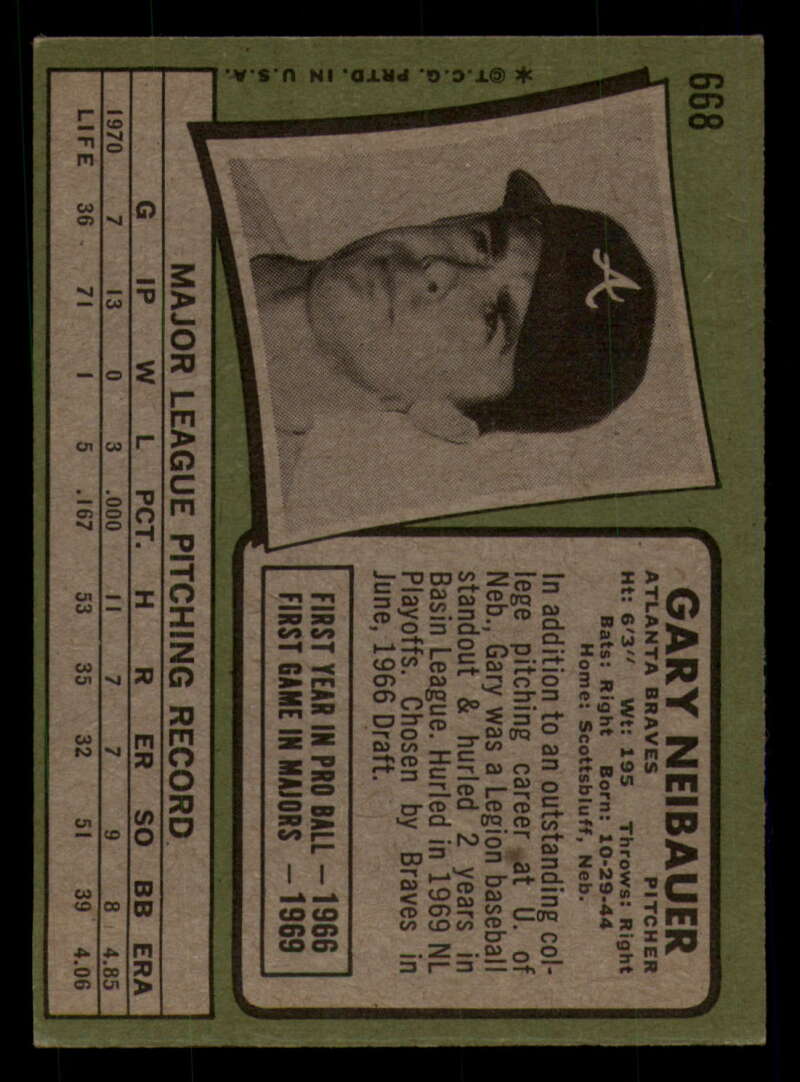 668
*©T.C.G. PRTD. IN U.S.A.
A
GARY NEIBAUER
ATLANTA BRAVES PITCHER
Ht: 6'3" Wt: 195 Throws: Right
Bats: Right Born: 10-29-44
Home: Scottsbluff, Neb.
In addition to an outstanding col-
lege pitching career at U. of
Neb., Gary was a Legion baseball
standout & hurled 2 years in
Basin League. Hurled in 1969 NL
Playoffs. Chosen by Braves in
June, 1966 Draft.
FIRST YEAR IN PRO BALL — 1966
FIRST GAME IN MAJORS — 1969
MAJOR LEAGUE PITCHING RECORD
G IP W L PCT. H R ER SO BB ERA
1970 7 13 0 3 .000 11 7 7 9 8 4.85
LIFE 36 71 1 5 .167 53 35 32 51 39 4.06